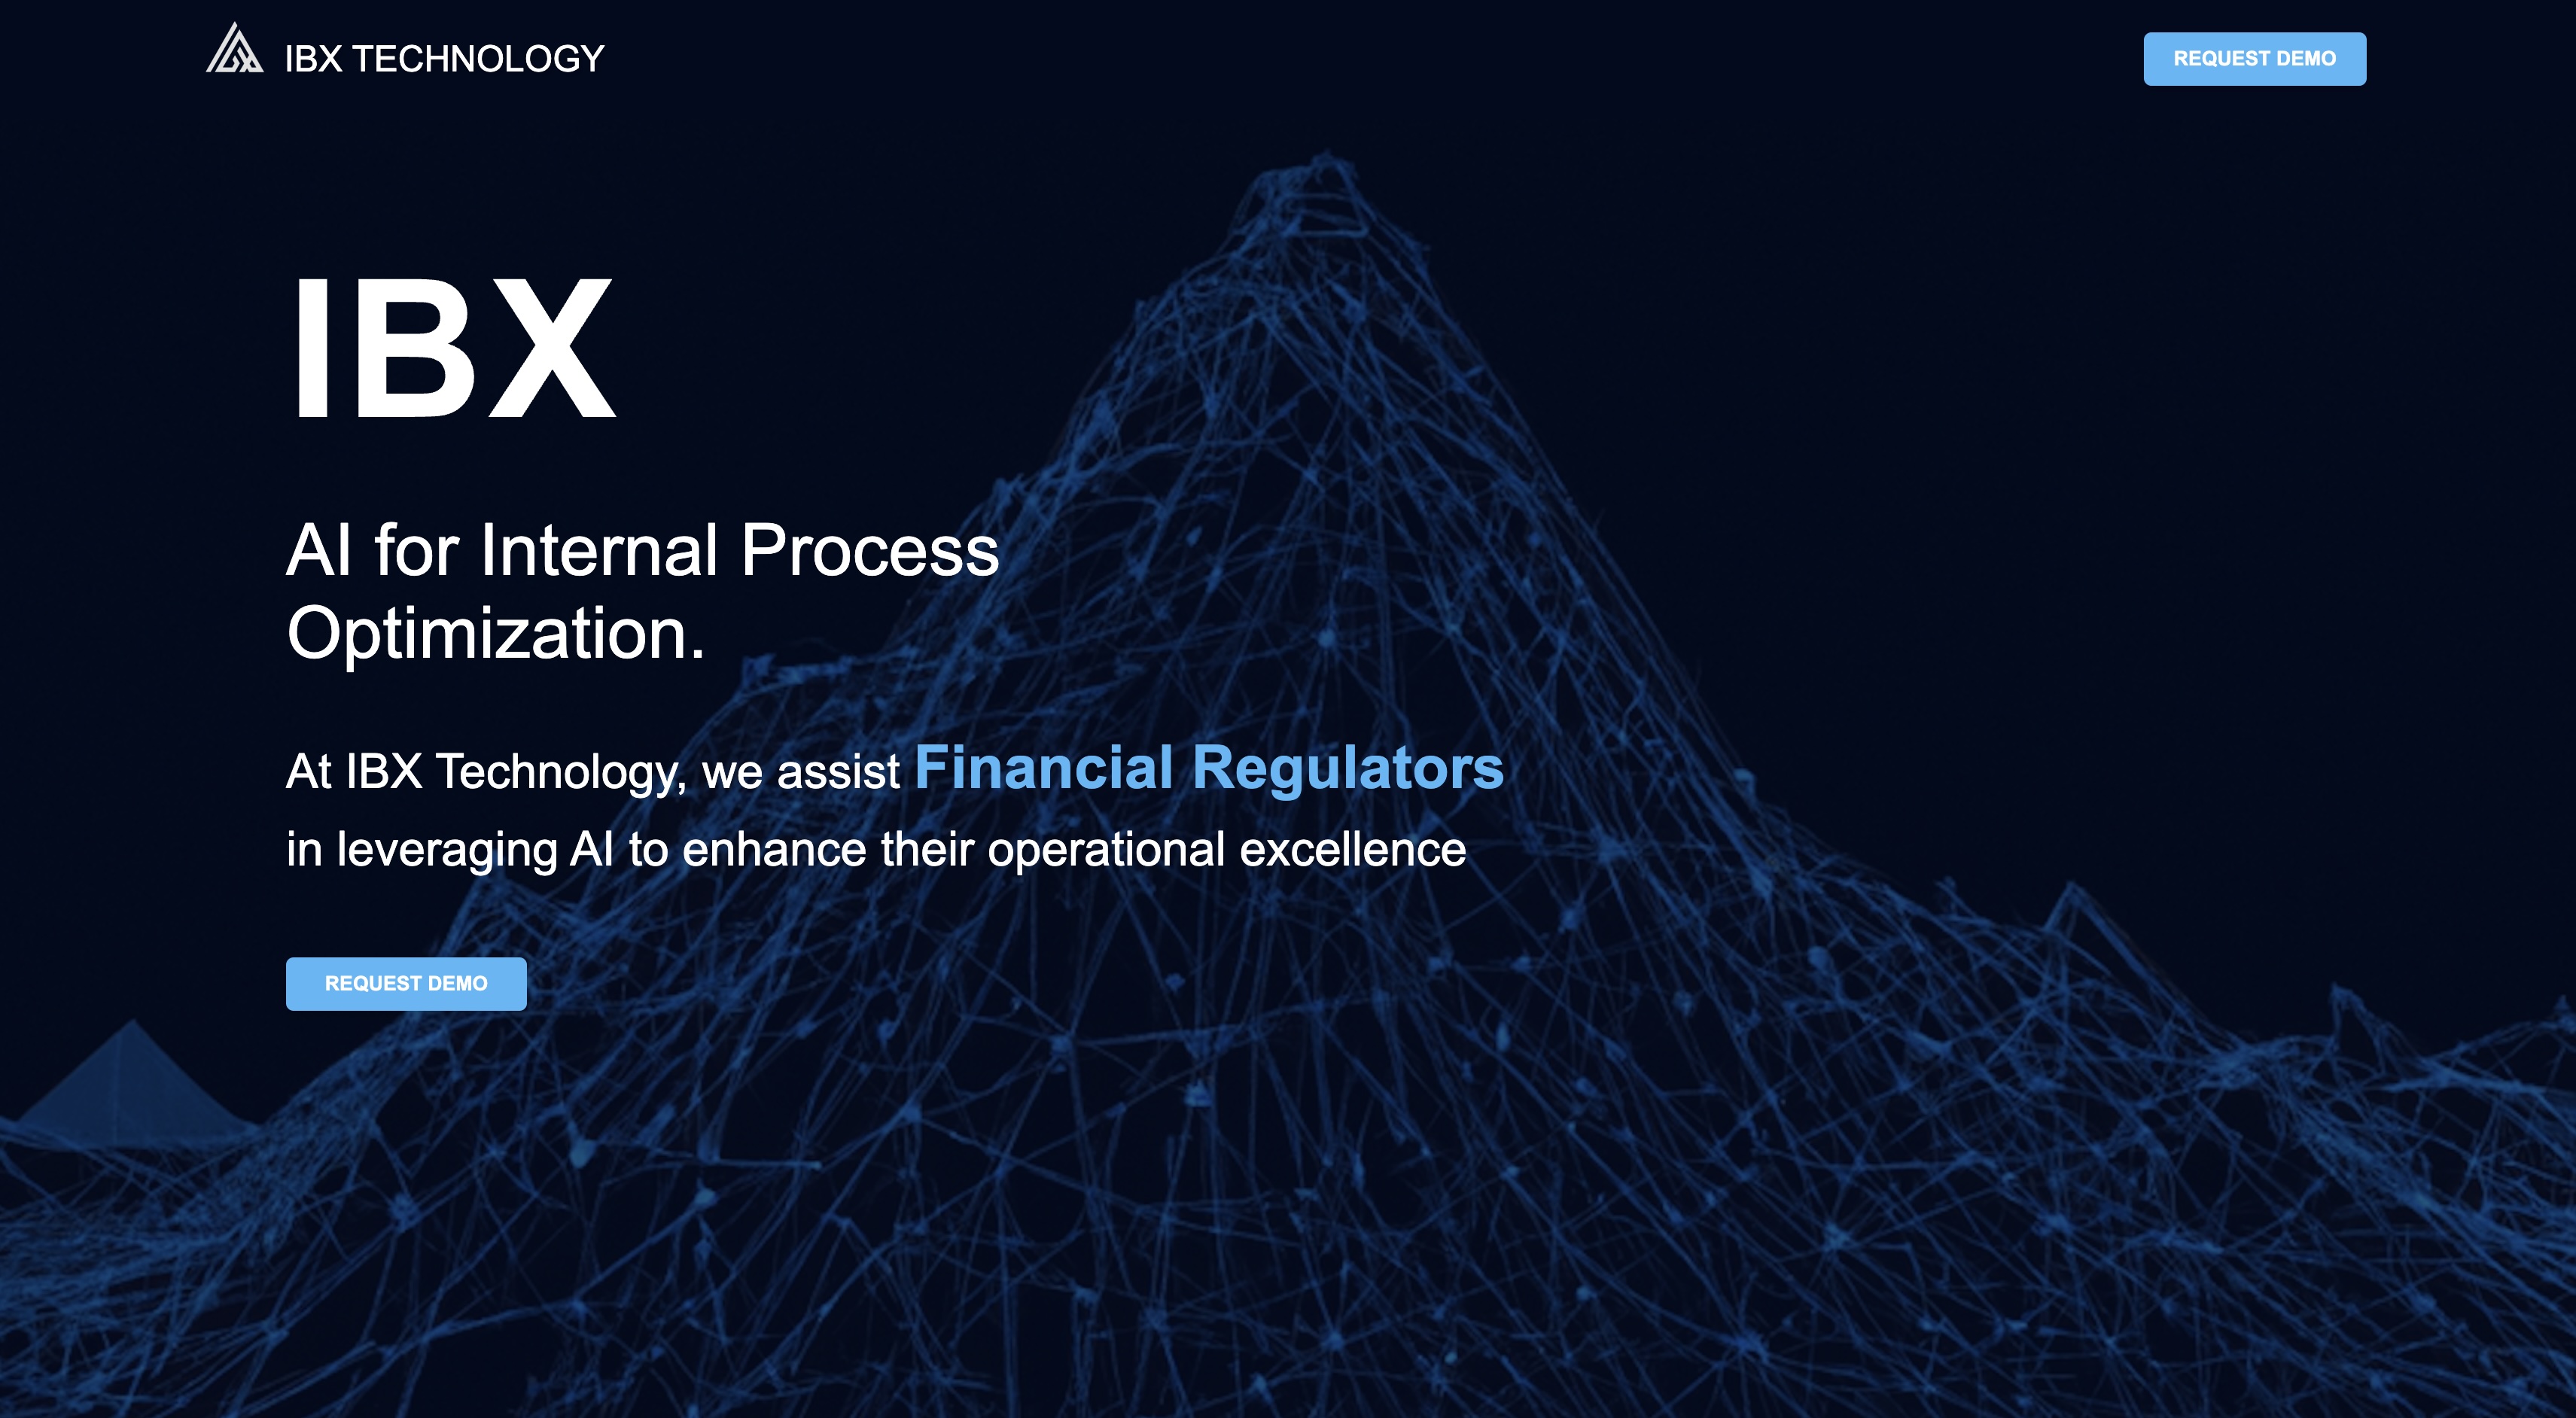 IBX TECHNOLOGY
REQUEST DEMO
IBX
AI for Internal Process
Optimization.
At IBX Technology, we assist Financial Regulators
in leveraging AI to enhance their operational excellence
REQUEST DEMO